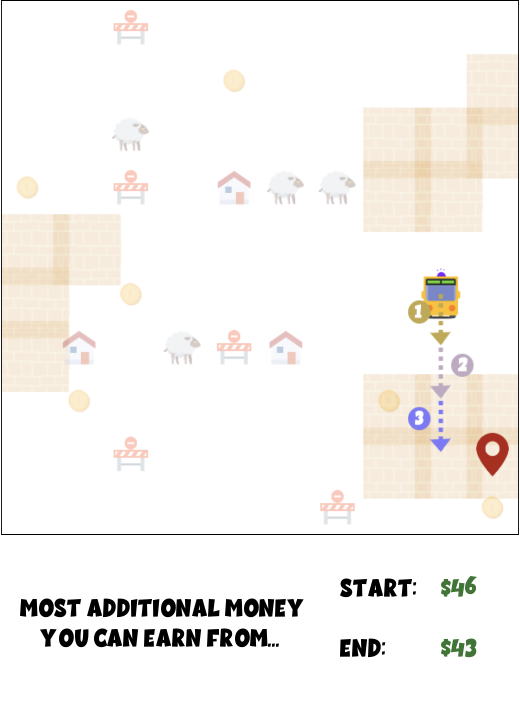 1
2
3
START: $46
MOST ADDITIONAL MONEY
YOU CAN EARN FROM...
END: $43